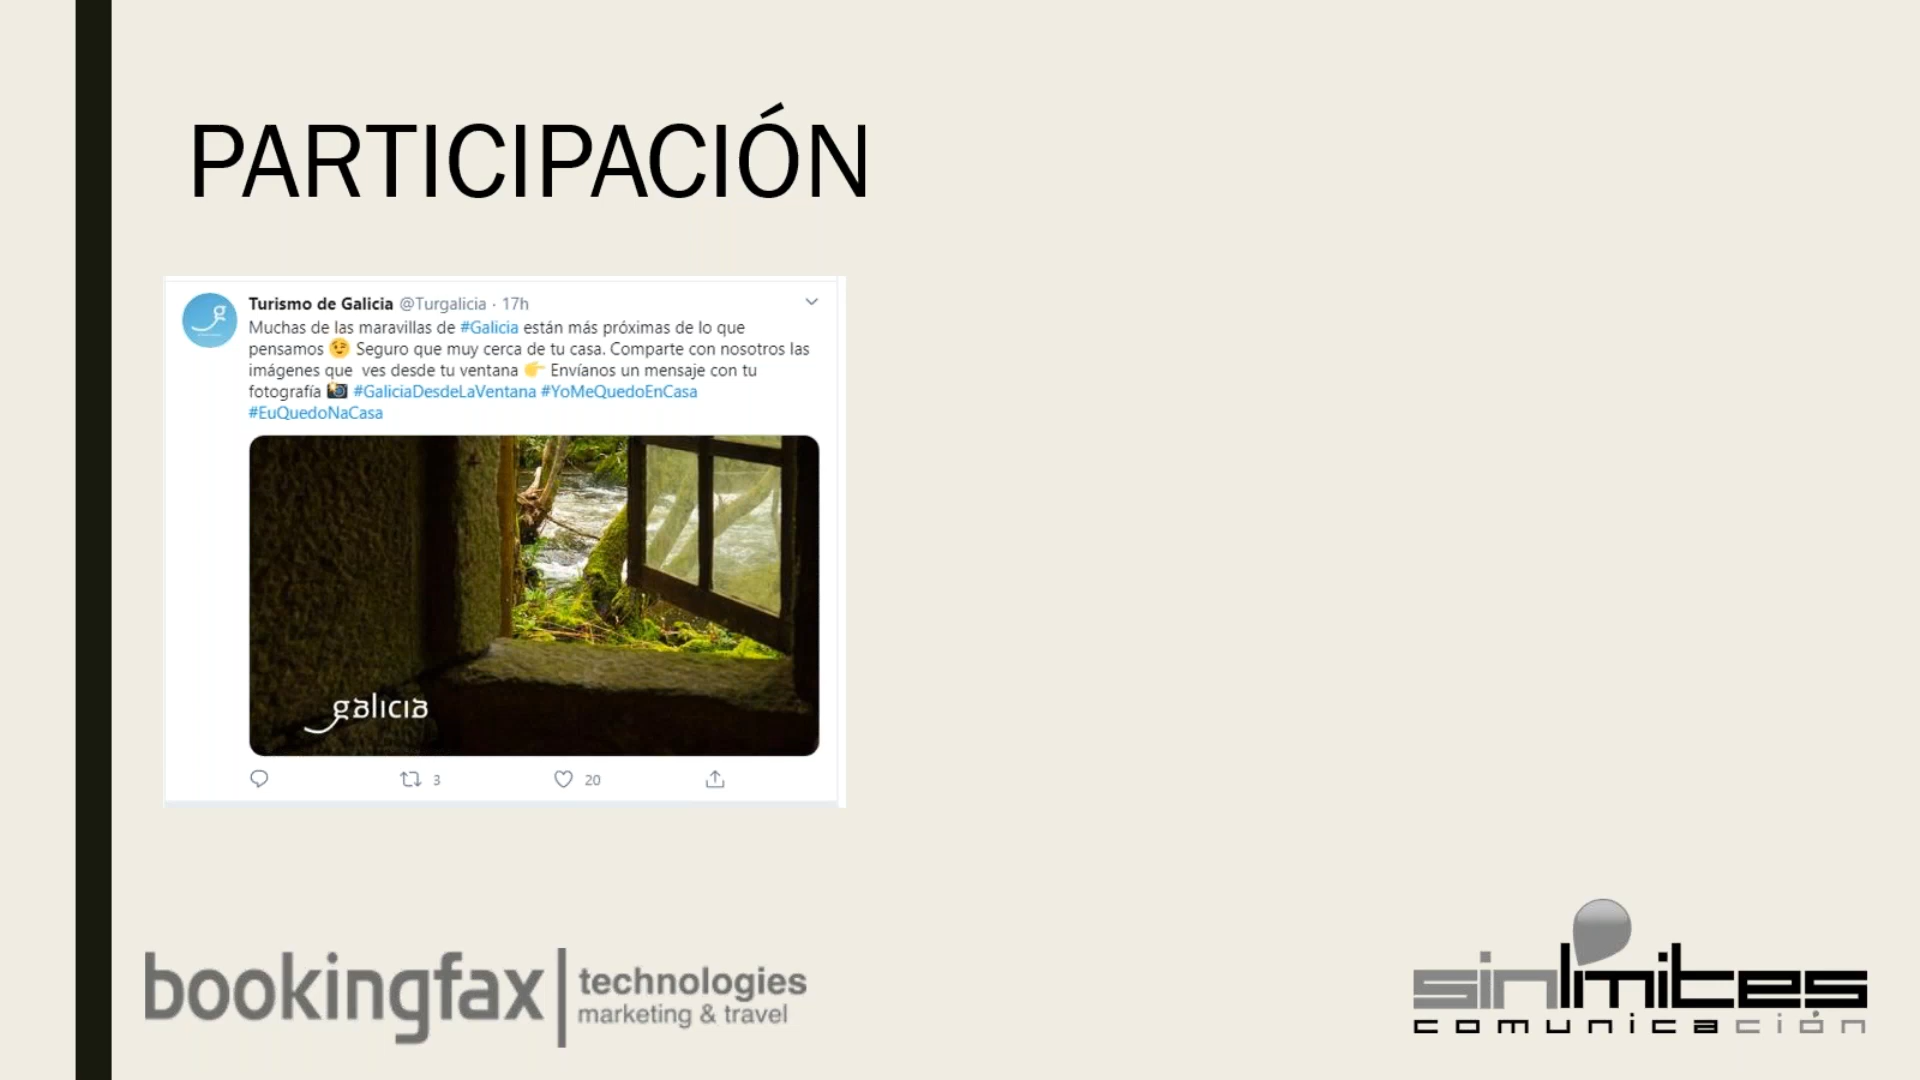 PARTICIPACIÓN
Turismo de Galicia @Turgalicia · 17h
Muchas de las maravillas de #Galicia están más próximas de lo que
pensamos 😉 Seguro que muy cerca de tu casa. Comparte con nosotros las
imágenes que ves desde tu ventana 👉 Envíanos un mensaje con tu
fotografía 📸 #GaliciaDesdeLaVentana #YoMeQuedoEnCasa
#EuQuedoNaCasa
galicia
3 20
bookingfax technologies
marketing & travel
sinlimites
comunicación